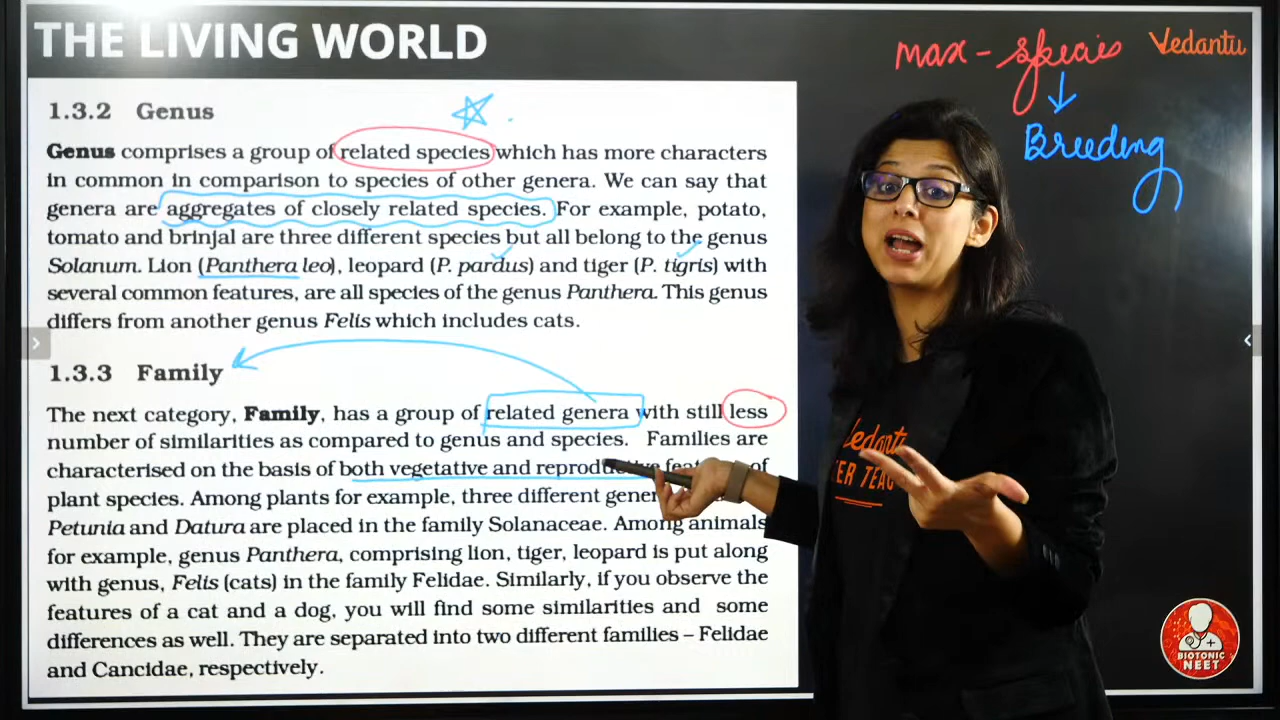 THE LIVING WORLD
max - species
Vedantu
Breeding
1.3.2 Genus
Genus comprises a group of related species which has more characters
in common in comparison to species of other genera. We can say that
genera are aggregates of closely related species. For example, potato,
tomato and brinjal are three different species but all belong to the genus
Solanum. Lion (Panthera leo), leopard (P. pardus) and tiger (P. tigris) with
several common features, are all species of the genus Panthera. This genus
differs from another genus Felis which includes cats.
1.3.3 Family
The next category, Family, has a group of related genera with still less
number of similarities as compared to genus and species. Families are
characterised on the basis of both vegetative and reproductive features of
plant species. Among plants for example, three different
Petunia and Datura are placed in the family Solanaceae. Among animals
for example, genus Panthera, comprising lion, tiger, leopard is put along
with genus, Felis (cats) in the family Felidae. Similarly, if you observe the
features of a cat and a dog, you will find some similarities and some
differences as well. They are separated into two different families – Felidae
and Cancidae, respectively.
Vedantu
BIOTONIC
NEET